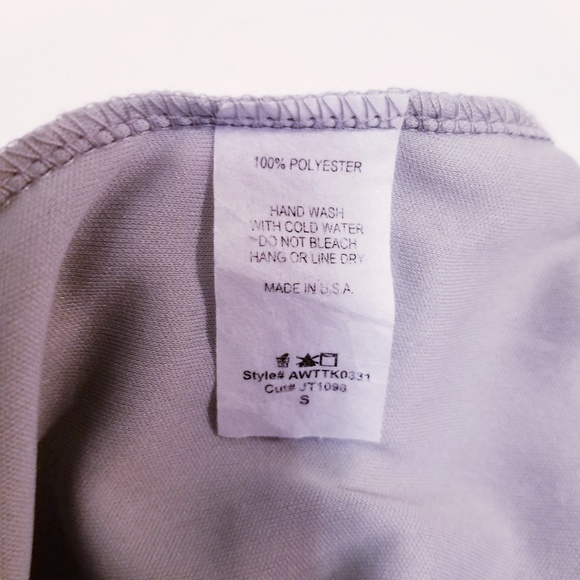 100% POLYESTER
HAND WASH
WITH COLD WATER
DO NOT BLEACH
HANG OR LINE DRY
MADE IN U.S.A.
Style# AWTTK0331
Cut# JT1098
S